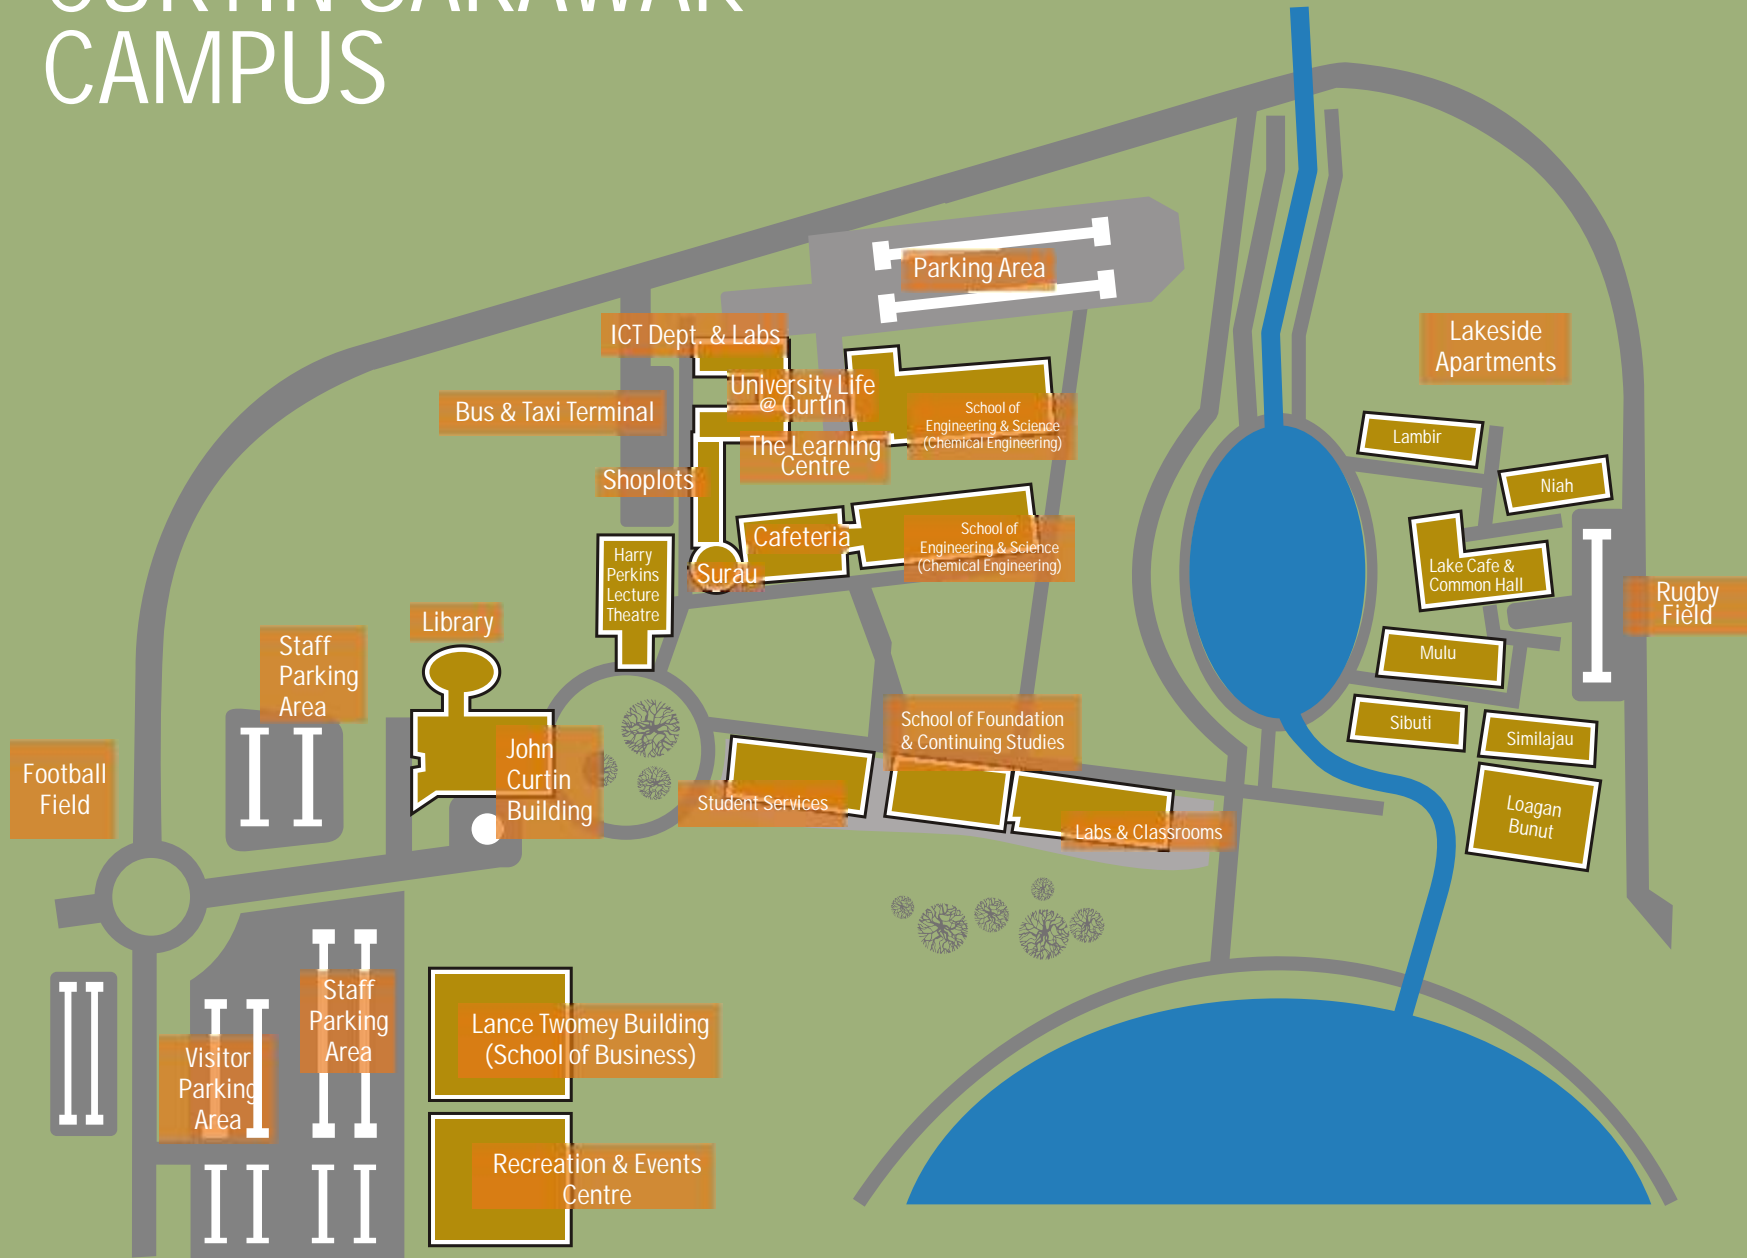 CURTIN SARAWAK
CAMPUS
Parking Area
ICT Dept. & Labs
University Life
@ Curtin
Bus & Taxi Terminal
School of
Engineering & Science
(Chemical Engineering)
The Learning
Centre
Shoplots
Cafeteria
School of
Engineering & Science
(Chemical Engineering)
Harry
Perkins
Lecture
Theatre
Surau
Lakeside
Apartments
Lambir
Niah
Lake Cafe &
Common Hall
Rugby
Field
Mulu
Sibuti
Similajau
Loagan
Bunut
Library
Staff
Parking
Area
Football
Field
John
Curtin
Building
School of Foundation
& Continuing Studies
Student Services
Labs & Classrooms
Staff
Parking
Area
Visitor
Parking
Area
Lance Twomey Building
(School of Business)
Recreation & Events
Centre